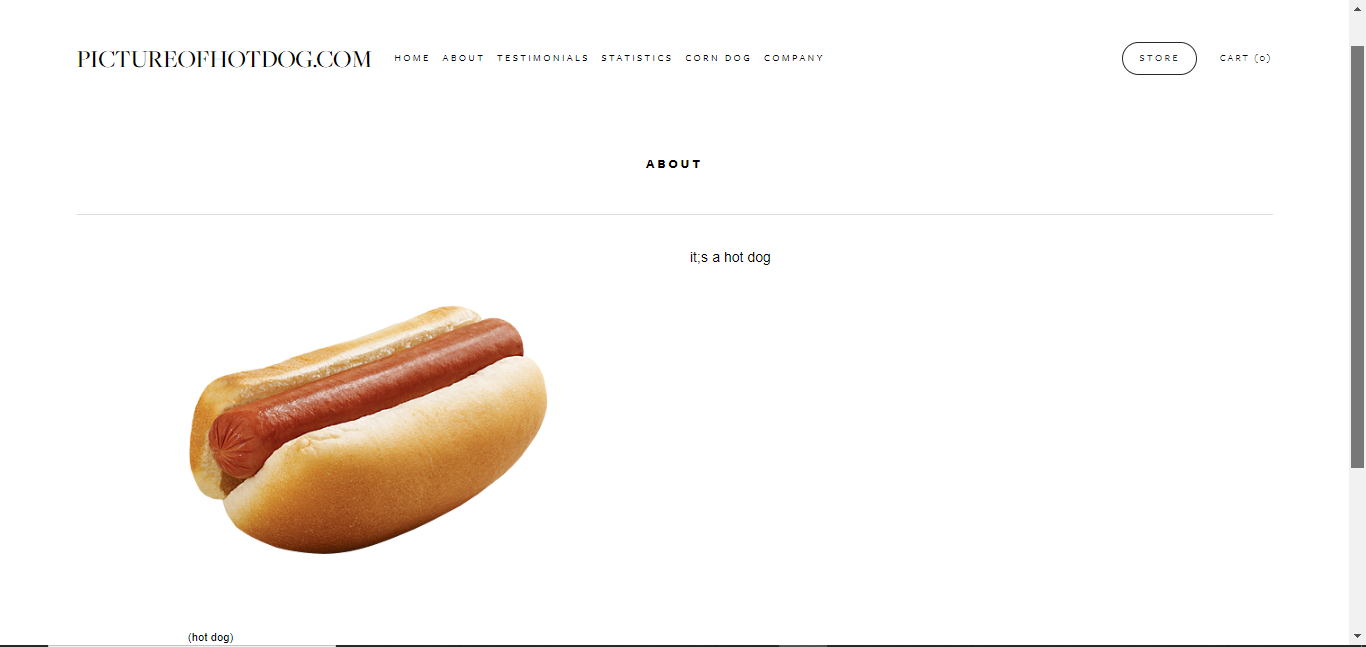 PICTUREOFHOTDOG.COM HOME ABOUT TESTIMONIALS STATISTICS CORN DOG COMPANY STORE CART (0)
ABOUT
it;s a hot dog
(hot dog)